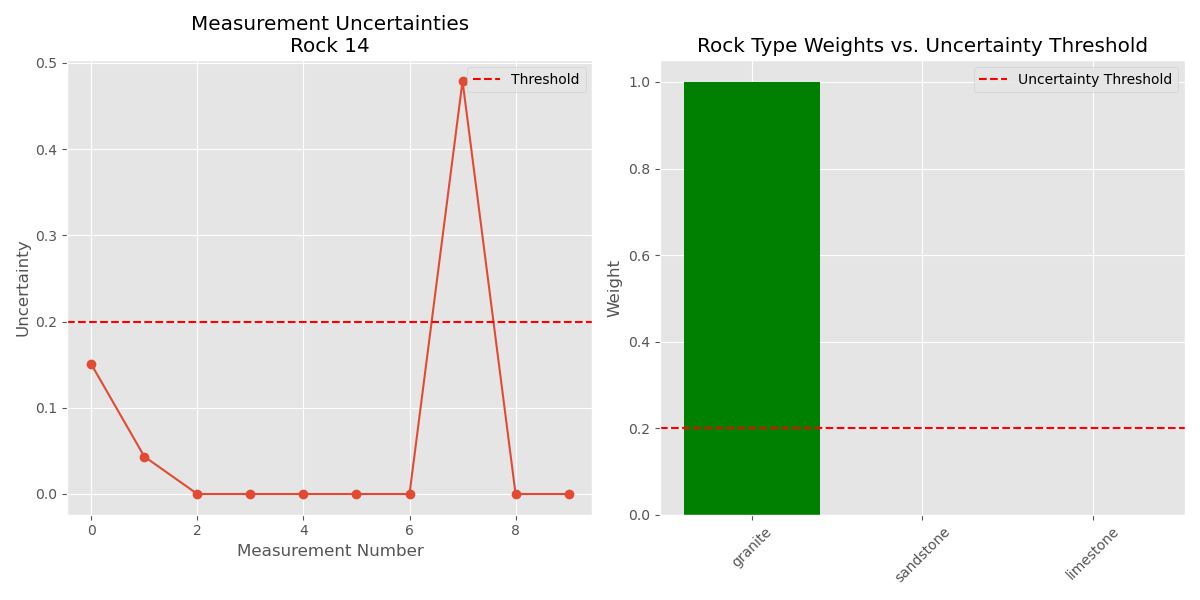 Measurement Uncertainties
Rock 14
Threshold
0.5
0.4
0.3
0.2
0.1
0.0
Uncertainty
0 2 4 6 8
Measurement Number
Rock Type Weights vs. Uncertainty Threshold
Uncertainty Threshold
1.0
0.8
0.6
0.4
0.2
0.0
Weight
granite
sandstone
limestone